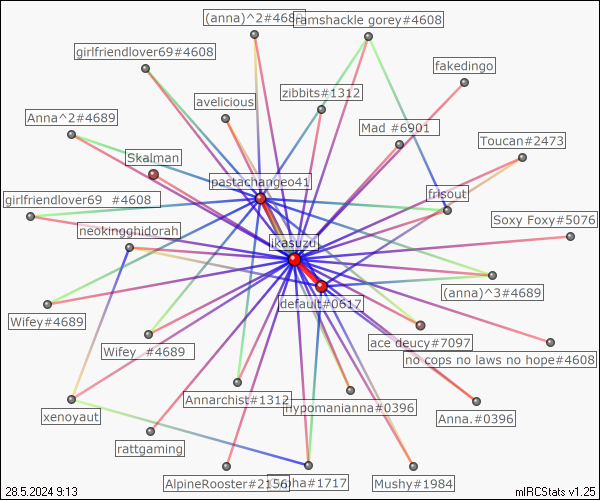 (anna)^2#4689
ramshackle gorey#4608
girlfriendlover69#4608
fakedingo
zibbits#1312
avelicious
Anna^2#4689
Mad #6901
Toucan#2473
Skalman
pastachangeo41
frisout
girlfriendlover69 #4608
Soxy Foxy#5076
neokingghidorah
ikasuzu
(anna)^3#4689
default#0617
Wifey#4689
ace deucy#7097
Wifey #4689
no cops no laws no hope#4608
Annarchist#1312
hypomanianna#0396
Anna.#0396
xenoyaut
rattgaming
AlpineRooster#2156
#1717
Mushy#1984
28.5.2024 9:13
mIRCStats v1.25